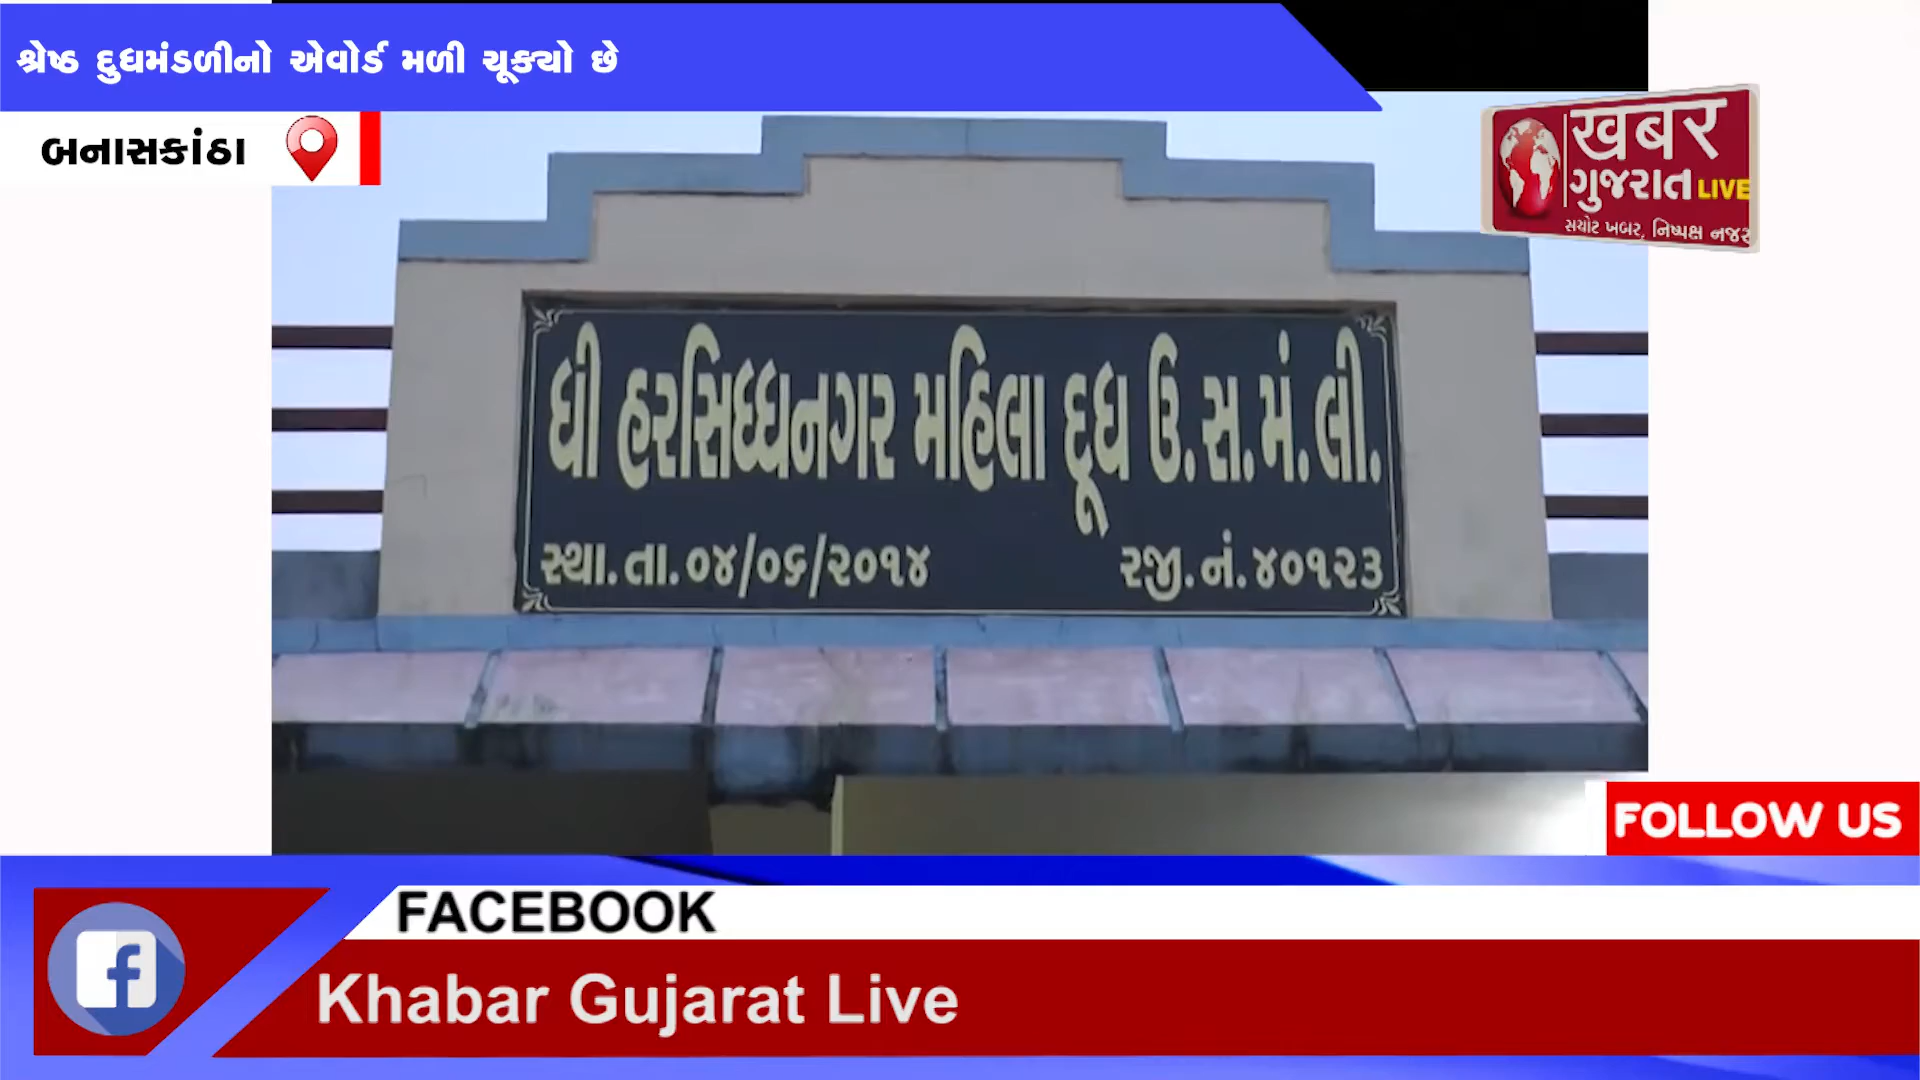 શ્રેષ્ઠ દુધમંડળીનો એવોર્ડ મળી ચૂક્યો છે
બનાસકાંઠા
ખબર
ગુજરાત LIVE
સચોટ ખબર, નિષ્પક્ષ નજર
ધી હરસિધ્ધનગર મહિલા દૂધ ઉ.સ.મં.લી.
સ્થા.તા.૦૪/૦૬/૨૦૧૪ રજી.નં.૪૦૧૨૩
FOLLOW US
FACEBOOK
Khabar Gujarat Live